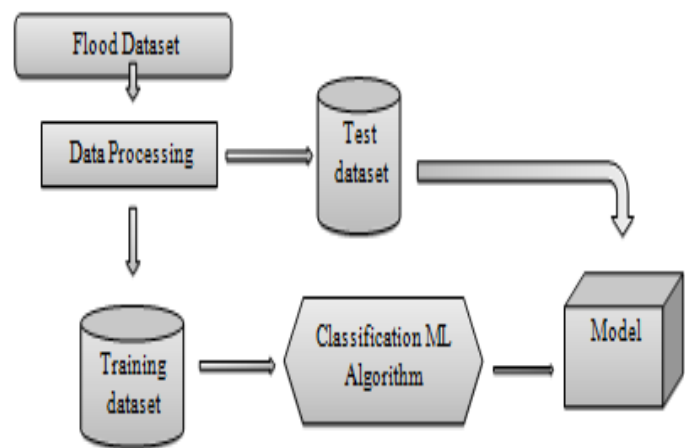 Flood Dataset
Data Processing
Test
dataset
Training
dataset
Classification ML
Algorithm
Model